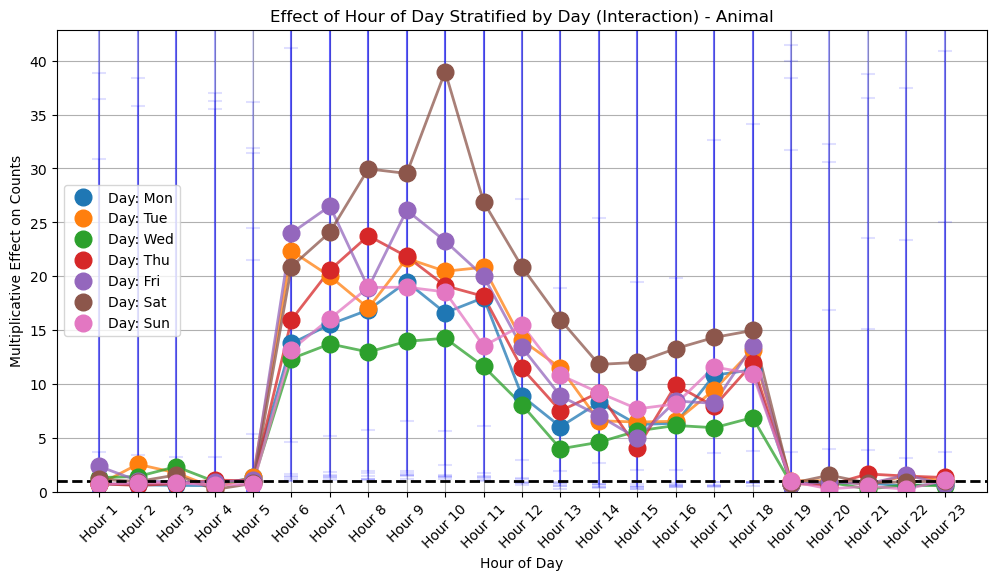 Effect of Hour of Day Stratified by Day (Interaction) - Animal
Multiplicative Effect on Counts
40
35
30
25
20
15
10
5
0
Day: Mon
Day: Tue
Day: Wed
Day: Thu
Day: Fri
Day: Sat
Day: Sun
Hour 1
Hour 2
Hour 3
Hour 4
Hour 5
Hour 6
Hour 7
Hour 8
Hour 9
Hour 10
Hour 11
Hour 12
Hour 13
Hour 14
Hour 15
Hour 16
Hour 17
Hour 18
Hour 19
Hour 20
Hour 21
Hour 22
Hour 23
Hour of Day